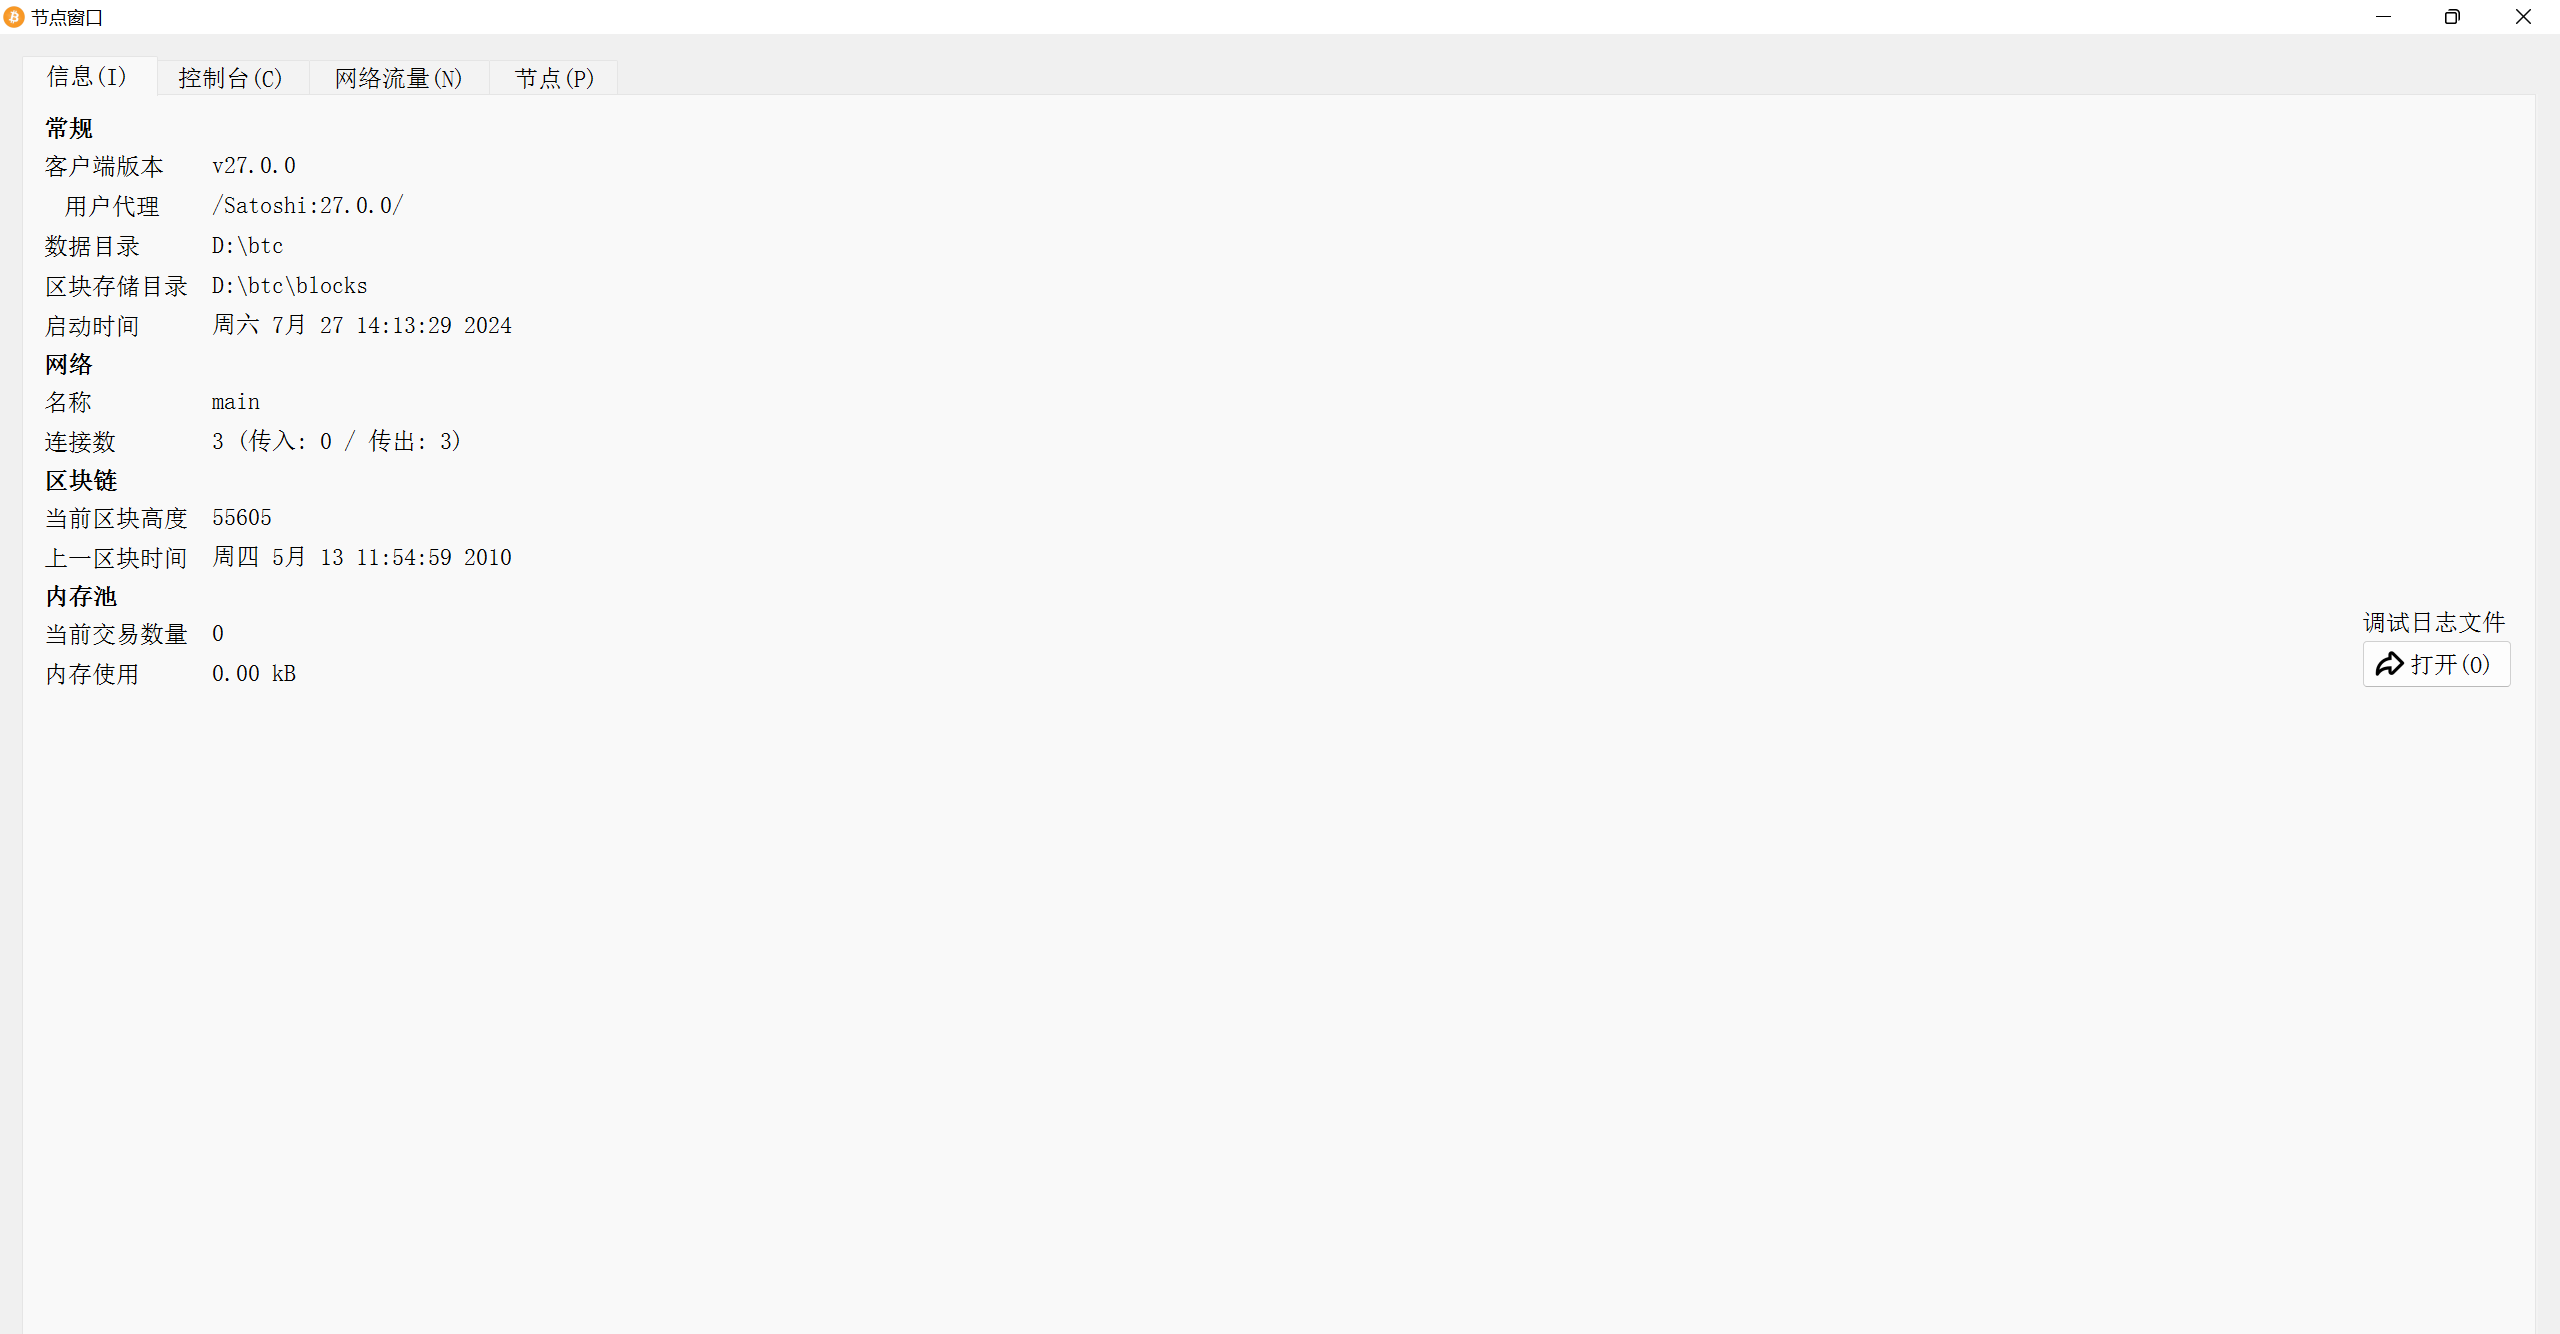 节点窗口
信息(I) 控制台(C) 网络流量(N) 节点(P)
常规
客户端版本 v27.0.0
用户代理 /Satoshi:27.0.0/
数据目录 D:\btc
区块存储目录 D:\btc\blocks
启动时间 周六 7月 27 14:13:29 2024
网络
名称 main
连接数 3 (传入: 0 / 传出: 3)
区块链
当前区块高度 55605
上一区块时间 周四 5月 13 11:54:59 2010
内存池
当前交易数量 0
内存使用 0.00 kB
调试日志文件
打开(O)